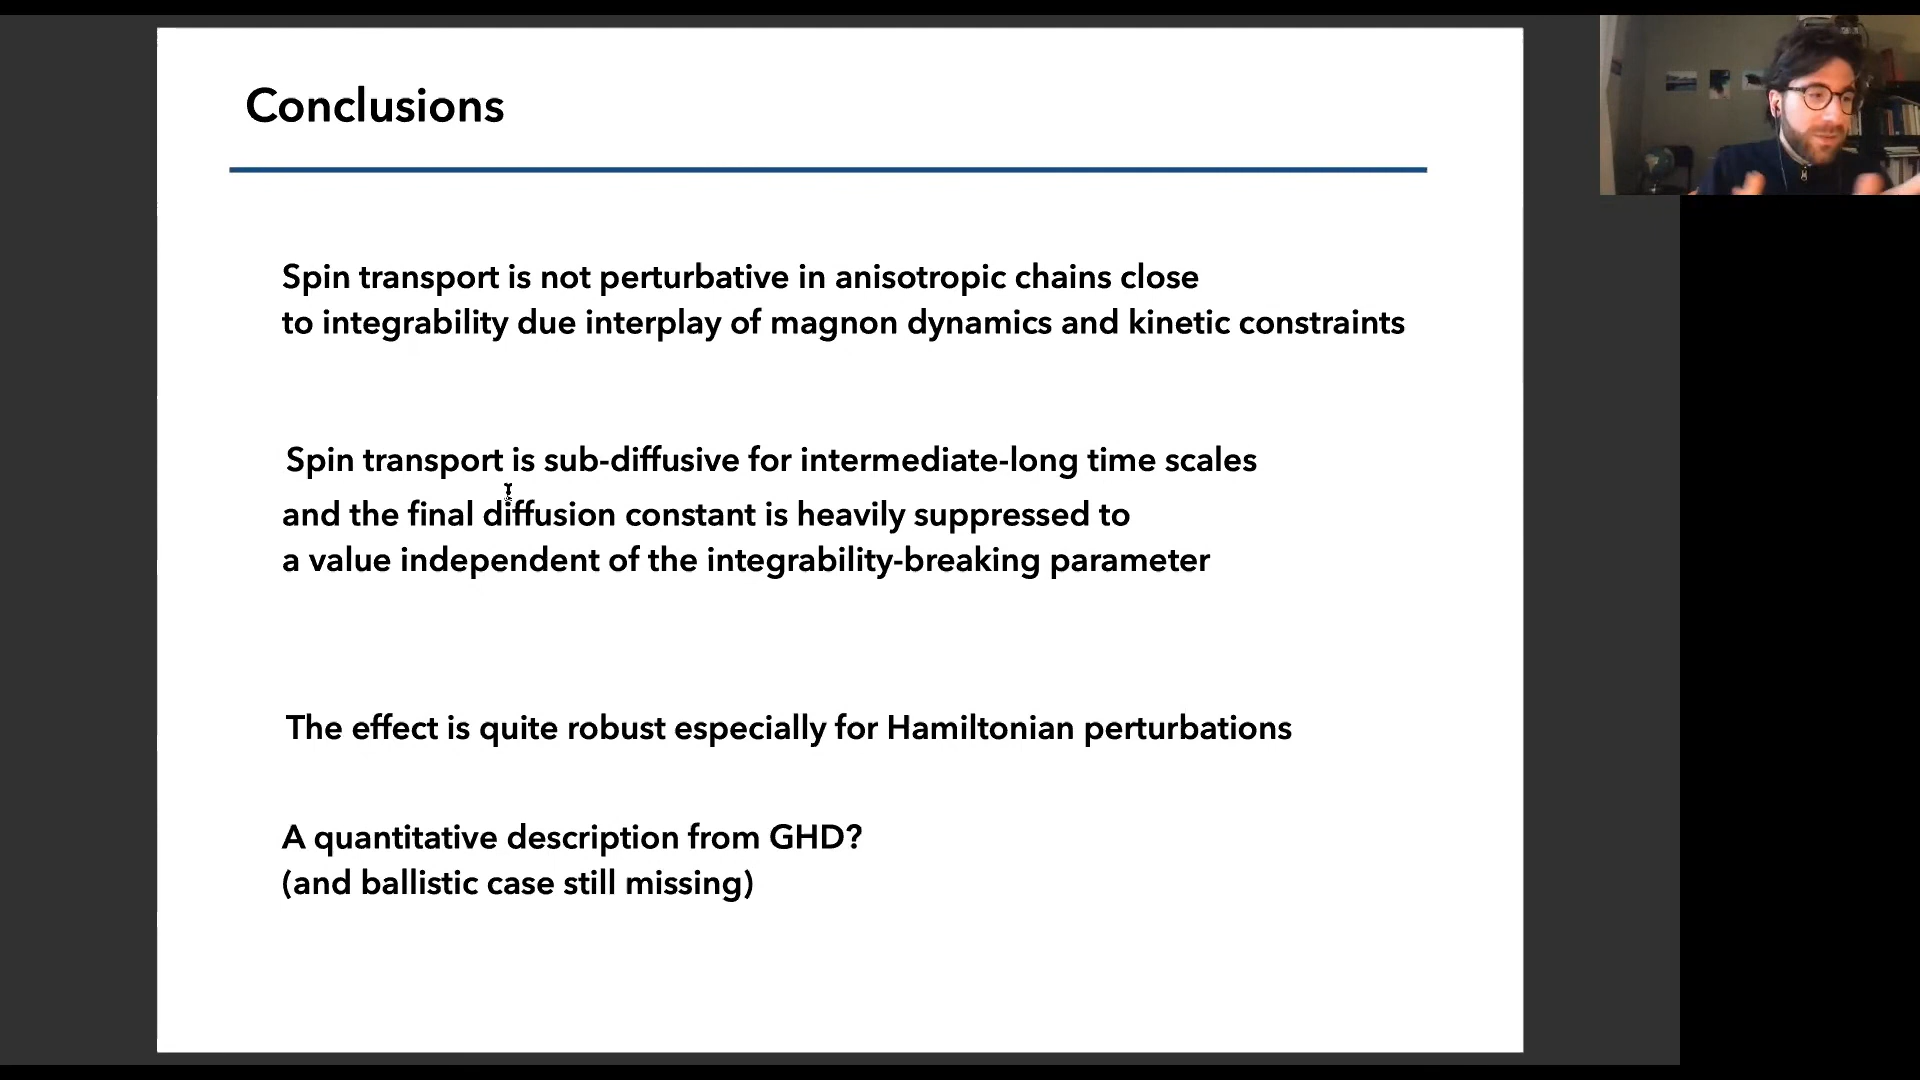 Conclusions
Spin transport is not perturbative in anisotropic chains close
to integrability due interplay of magnon dynamics and kinetic constraints
Spin transport is sub-diffusive for intermediate-long time scales
and the final diffusion constant is heavily suppressed to
a value independent of the integrability-breaking parameter
The effect is quite robust especially for Hamiltonian perturbations
A quantitative description from GHD?
(and ballistic case still missing)